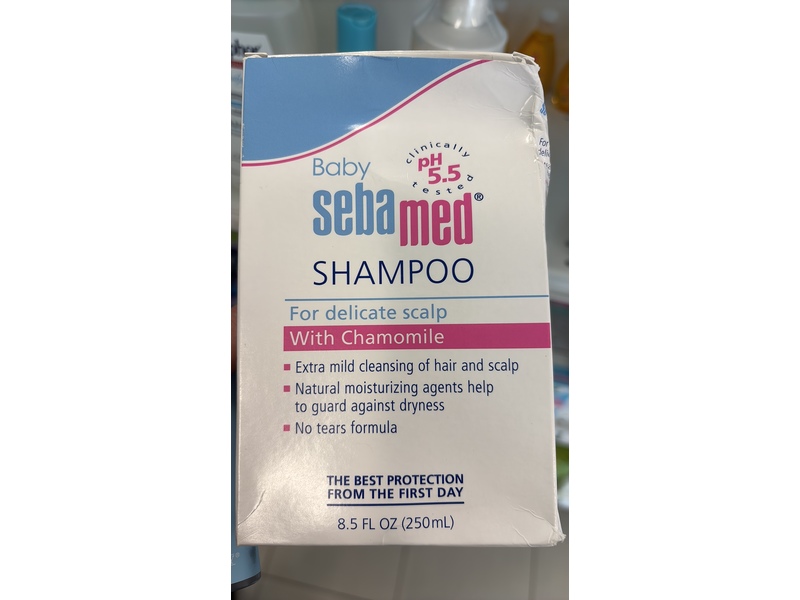 Baby
clinically
pH
5.5
tested
sebamed®
SHAMPOO
For delicate scalp
With Chamomile
Extra mild cleansing of hair and scalp
Natural moisturizing agents help
to guard against dryness
No tears formula
THE BEST PROTECTION
FROM THE FIRST DAY
8.5 FL OZ (250mL)
For